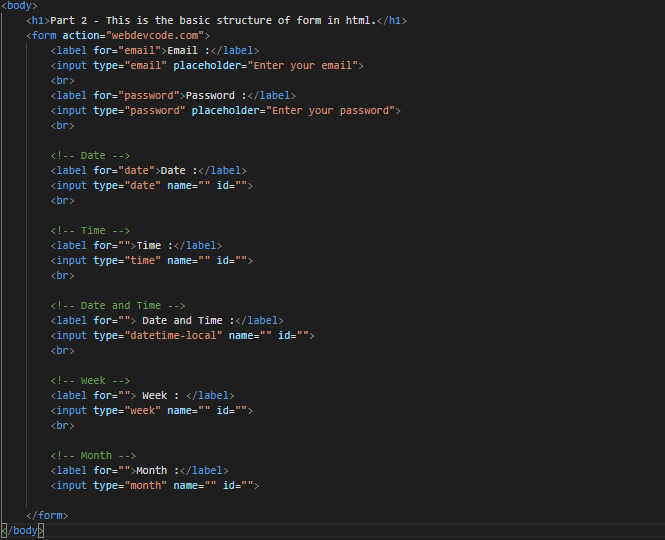 <body>
<h1>Part 2 - This is the basic structure of form in html.</h1>
<form action="webdevcode.com">
<label for="email">Email :</label>
<input type="email" placeholder="Enter your email">
<br>
<label for="password">Password :</label>
<input type="password" placeholder="Enter your password">
<br>
<!-- Date -->
<label for="date">Date :</label>
<input type="date" name="" id="">
<br>
<!-- Time -->
<label for="">Time :</label>
<input type="time" name="" id="">
<br>
<!-- Date and Time -->
<label for=""> Date and Time :</label>
<input type="datetime-local" name="" id="">
<br>
<!-- Week -->
<label for=""> Week : </label>
<input type="week" name="" id="">
<br>
<!-- Month -->
<label for="">Month :</label>
<input type="month" name="" id="">
</form>
</body>